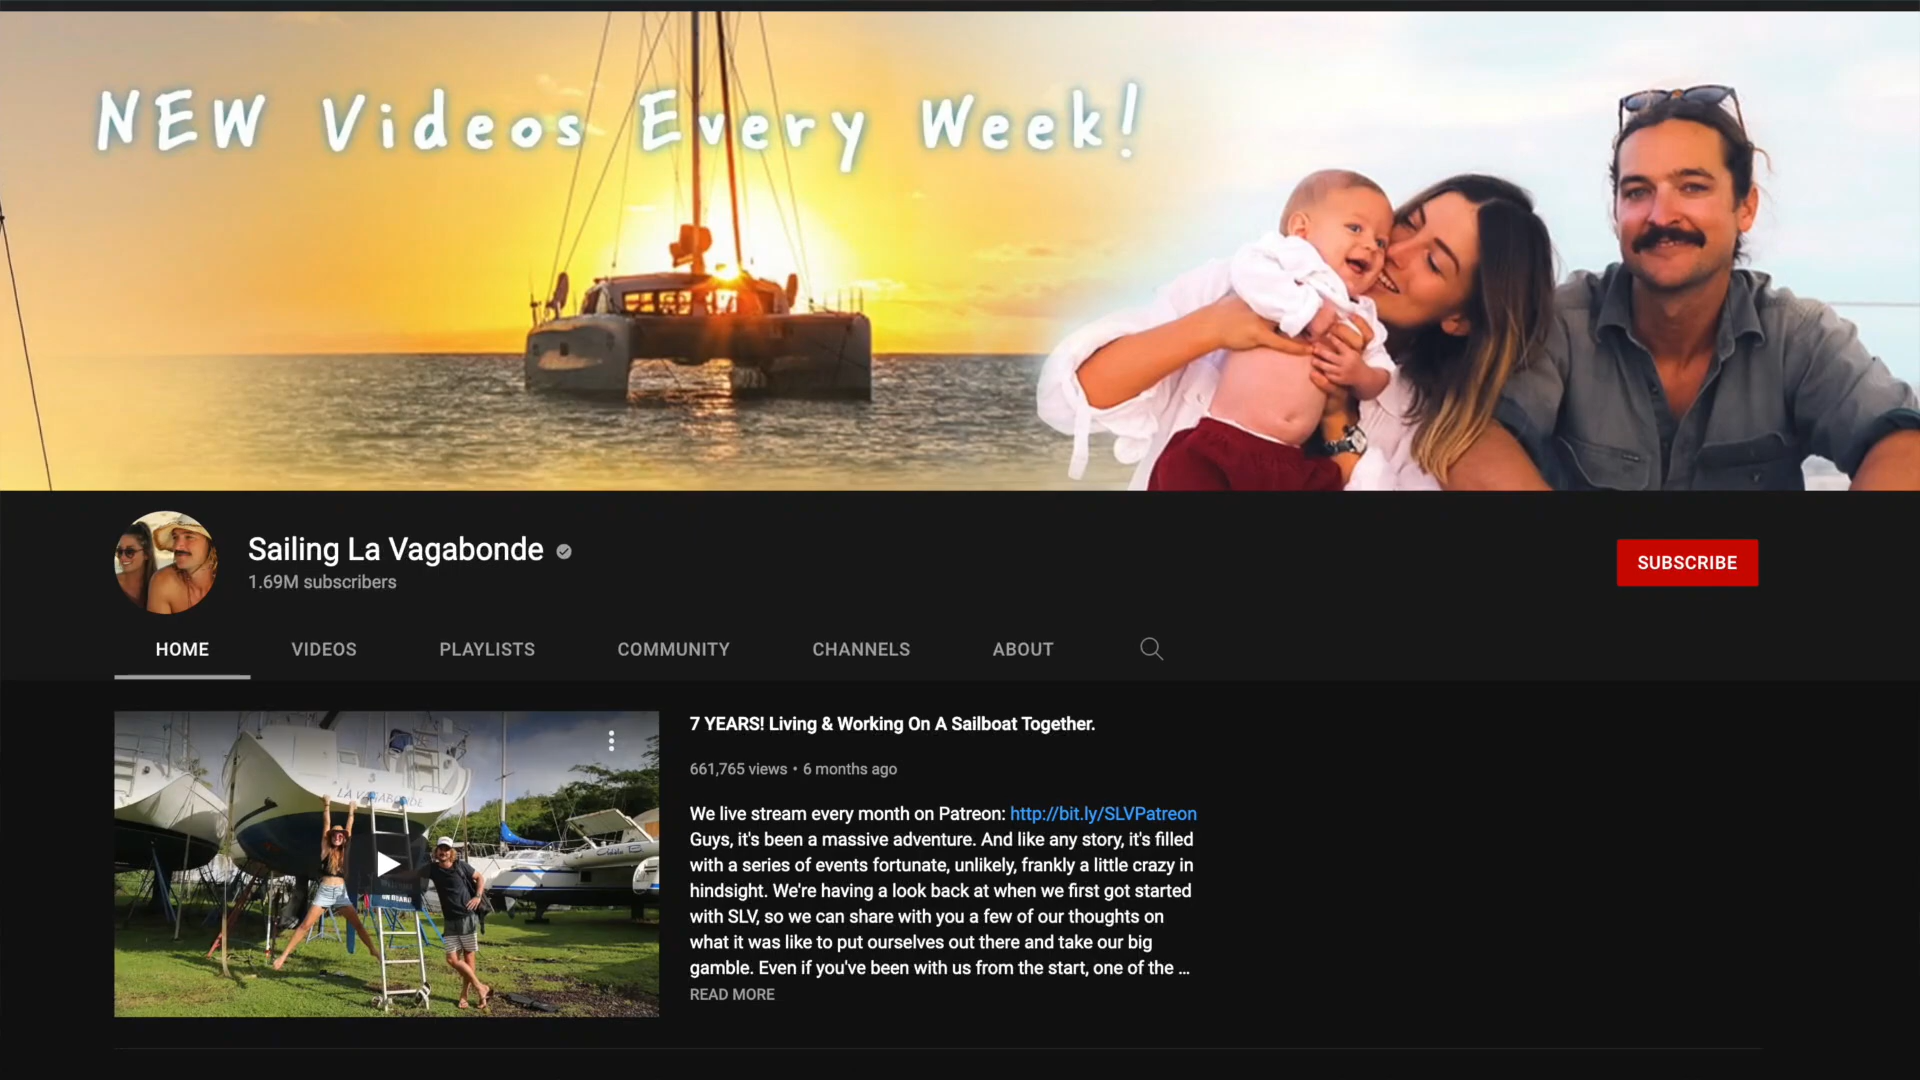 NEW Videos Every Week!
Sailing La Vagabonde
1.69M subscribers
SUBSCRIBE
HOME
VIDEOS
PLAYLISTS
COMMUNITY
CHANNELS
ABOUT
LA VAGABONDE
ON BOARD
7 YEARS! Living & Working On A Sailboat Together.
661,765 views • 6 months ago
We live stream every month on Patreon: http://bit.ly/SLVPatreon
Guys, it's been a massive adventure. And like any story, it's filled
with a series of events fortunate, unlikely, frankly a little crazy in
hindsight. We're having a look back at when we first got started
with SLV, so we can share with you a few of our thoughts on
what it was like to put ourselves out there and take our big
gamble. Even if you've been with us from the start, one of the ...
READ MORE